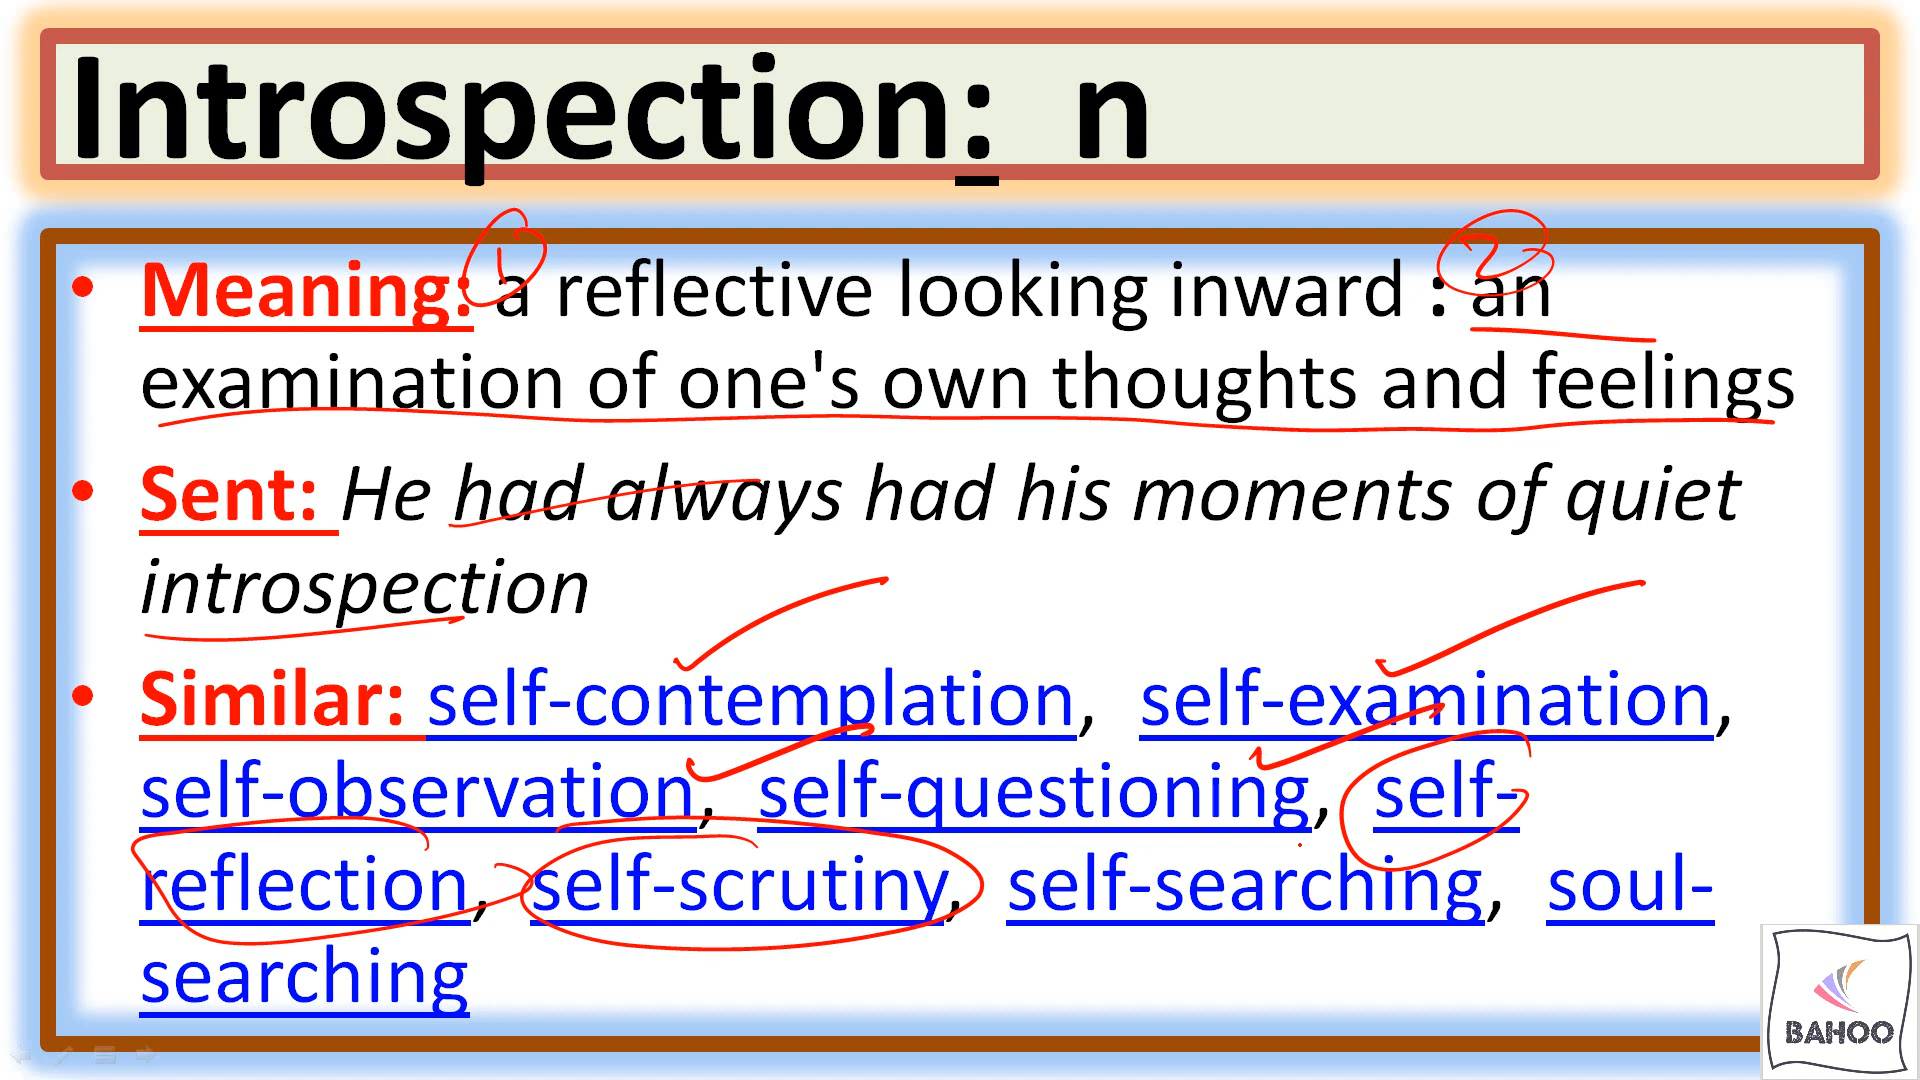 Introspection: n
• Meaning: a reflective looking inward : an
examination of one's own thoughts and feelings
• Sent: He had always had his moments of quiet
introspection
• Similar: self-contemplation, self-examination,
self-observation, self-questioning, self-
reflection, self-scrutiny, self-searching, soul-
searching
1
2
BAHOO